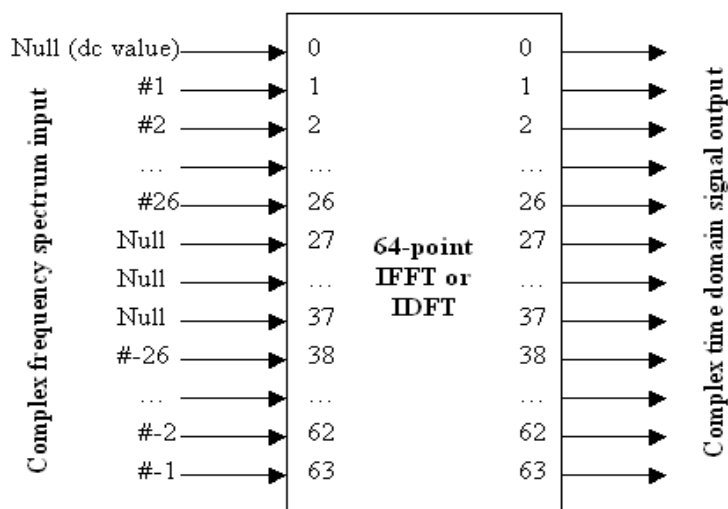 Complex frequency spectrum input
Null (dc value) 0 0
#1 1 1
#2 2 2
... ... ...
#26 26 26
Null 27 27
Null ... ...
Null 37 37
#-26 38 38
... ... ...
#-2 62 62
#-1 63 63
64-point
IFFT or
IDFT
Complex time domain signal output